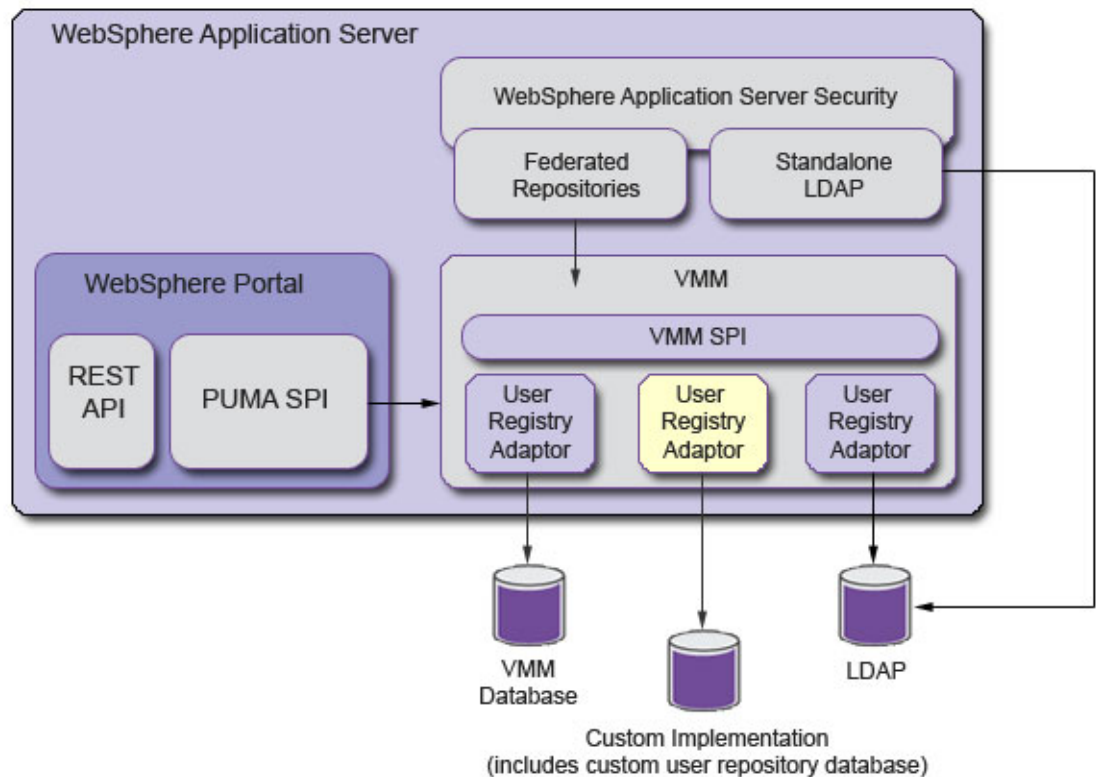 WebSphere Application Server
WebSphere Application Server Security
Federated
Repositories
Standalone
LDAP
WebSphere Portal
REST
API
PUMA SPI
VMM
VMM SPI
User
Registry
Adaptor
User
Registry
Adaptor
User
Registry
Adaptor
VMM
Database
LDAP
Custom Implementation
(includes custom user repository database)